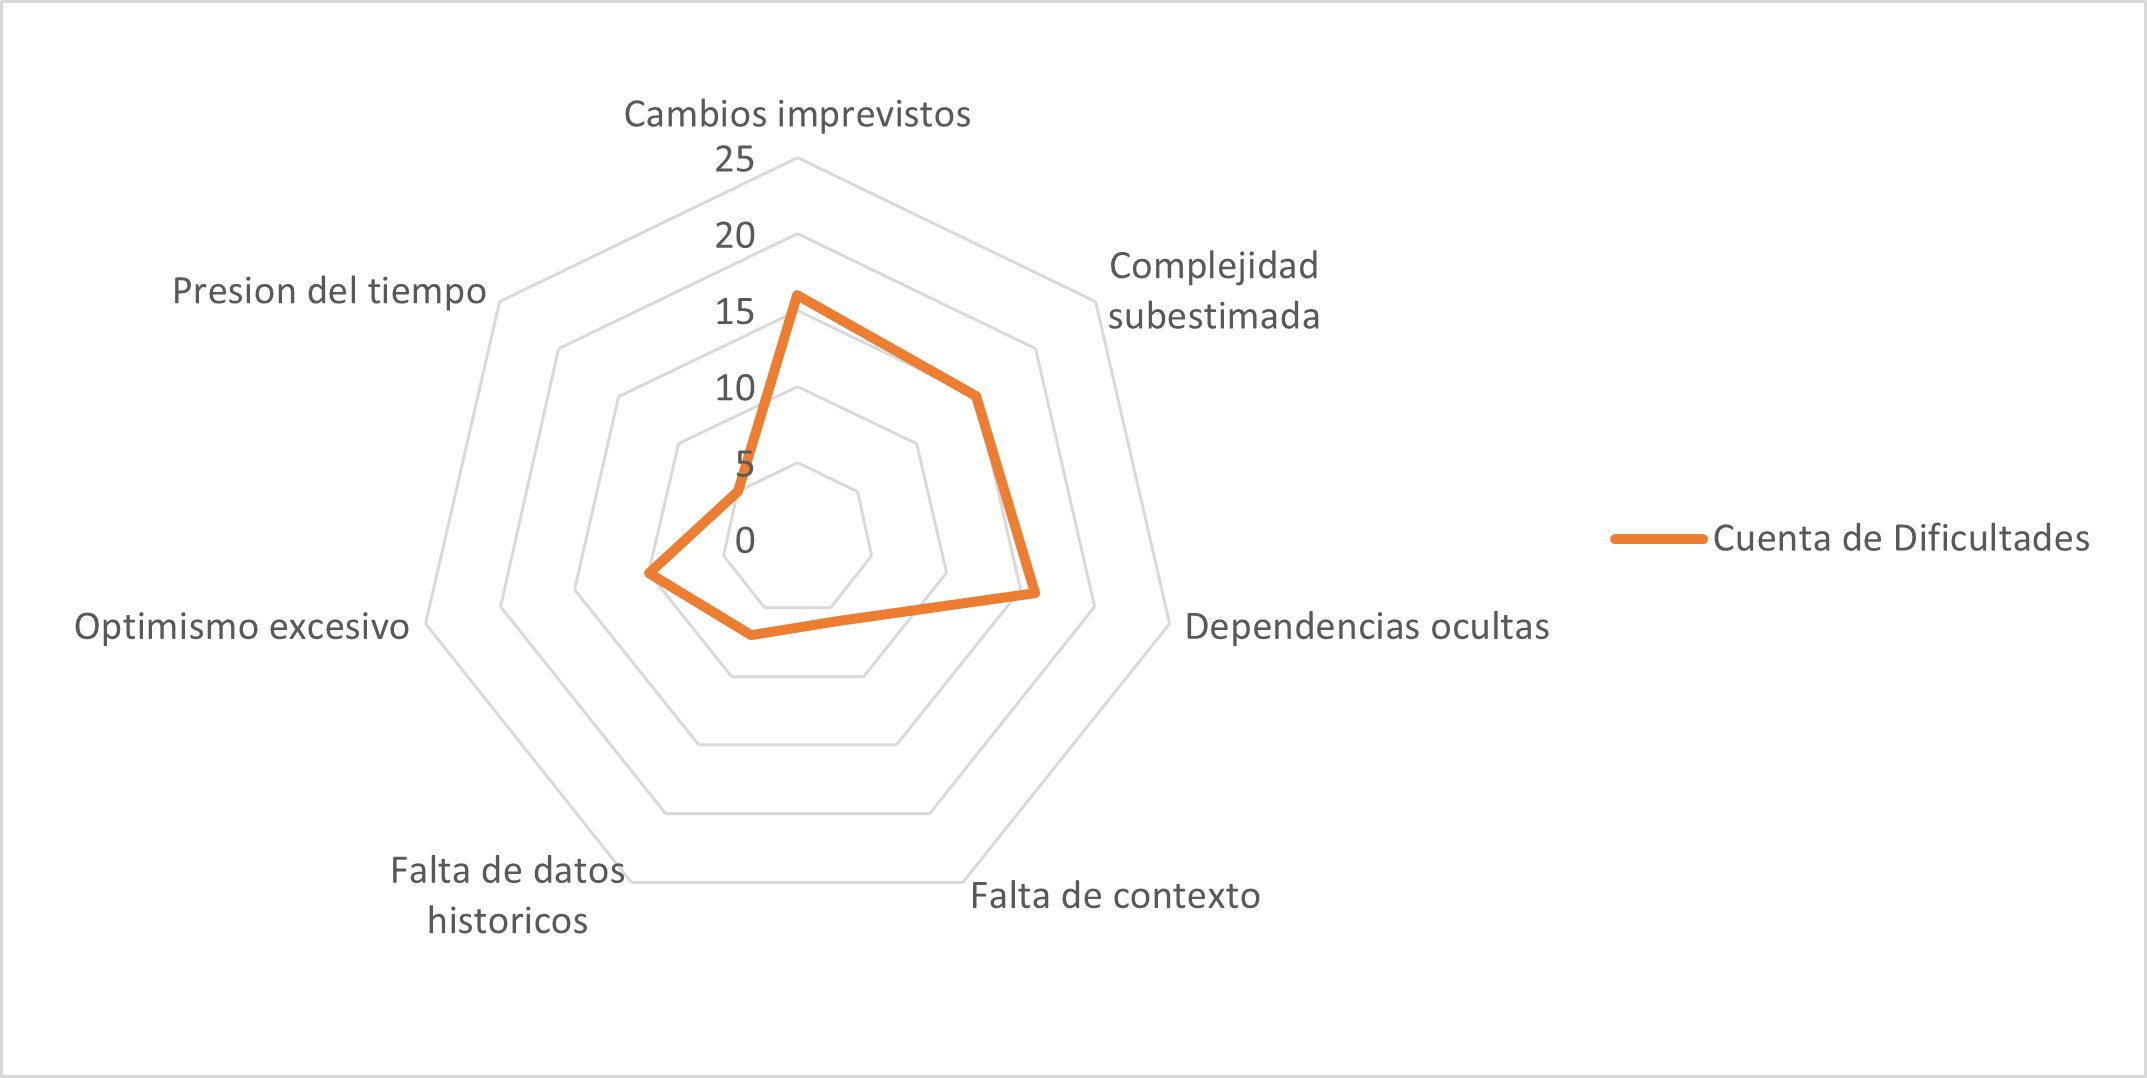 Cambios imprevistos
25
20
15
10
5
0
Complejidad
subestimada
Dependencias ocultas
Falta de contexto
Falta de datos
historicos
Optimismo excesivo
Presion del tiempo
Cuenta de Dificultades